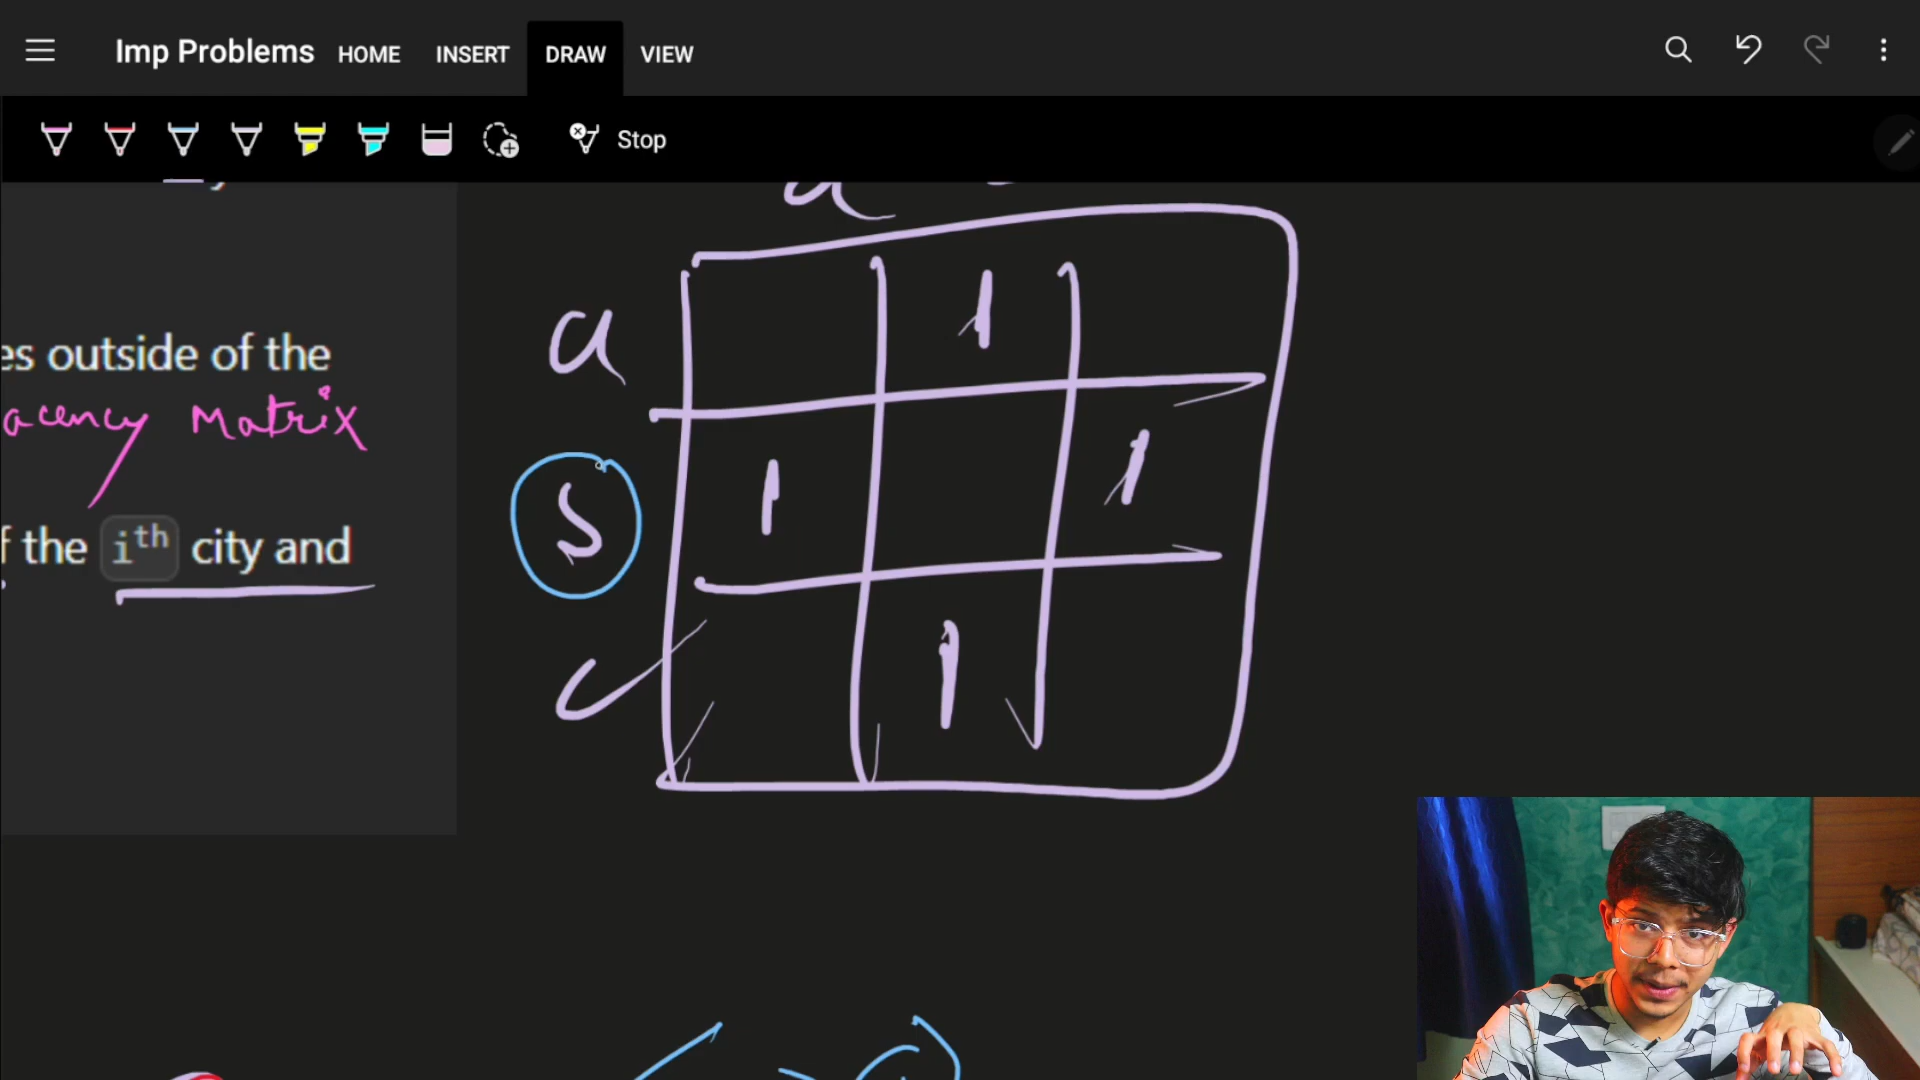 Imp Problems HOME INSERT DRAW VIEW
Stop
a
es outside of the
acency Matrix
f the iᵗʰ city and
a 1
s 1 1
c 1